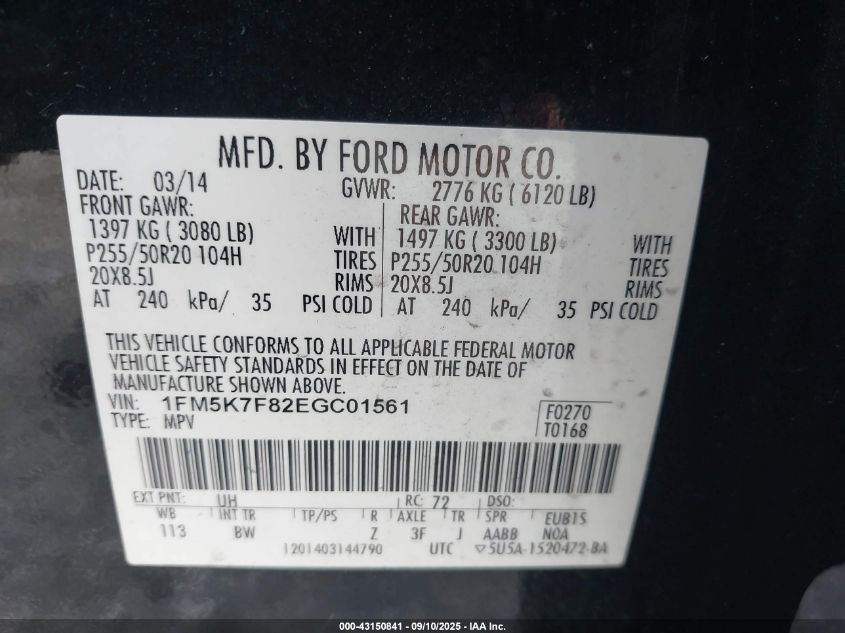 MFD. BY FORD MOTOR CO.
DATE: 03/14 GVWR: 2776 KG ( 6120 LB)
FRONT GAWR: REAR GAWR:
1397 KG ( 3080 LB) WITH 1497 KG ( 3300 LB) WITH
P255/50R20 104H TIRES P255/50R20 104H TIRES
20X8.5J RIMS 20X8.5J RIMS
AT 240 kPa/ 35 PSI COLD AT 240 kPa/ 35 PSI COLD
THIS VEHICLE CONFORMS TO ALL APPLICABLE FEDERAL MOTOR
VEHICLE SAFETY STANDARDS IN EFFECT ON THE DATE OF
MANUFACTURE SHOWN ABOVE.
VIN: 1FM5K7F82EGC01561 F0270
TYPE: MPV T0168
EXT PNT: UH RC: 72 DSO:
WB INT TR TP/PS R AXLE TR SPR EUB1S
113 BW Z 3F J AABB NOA
1201403144790 UTC ▽5U5A-1520472-BA
000-43150841 - 09/10/2025 - IAA Inc.